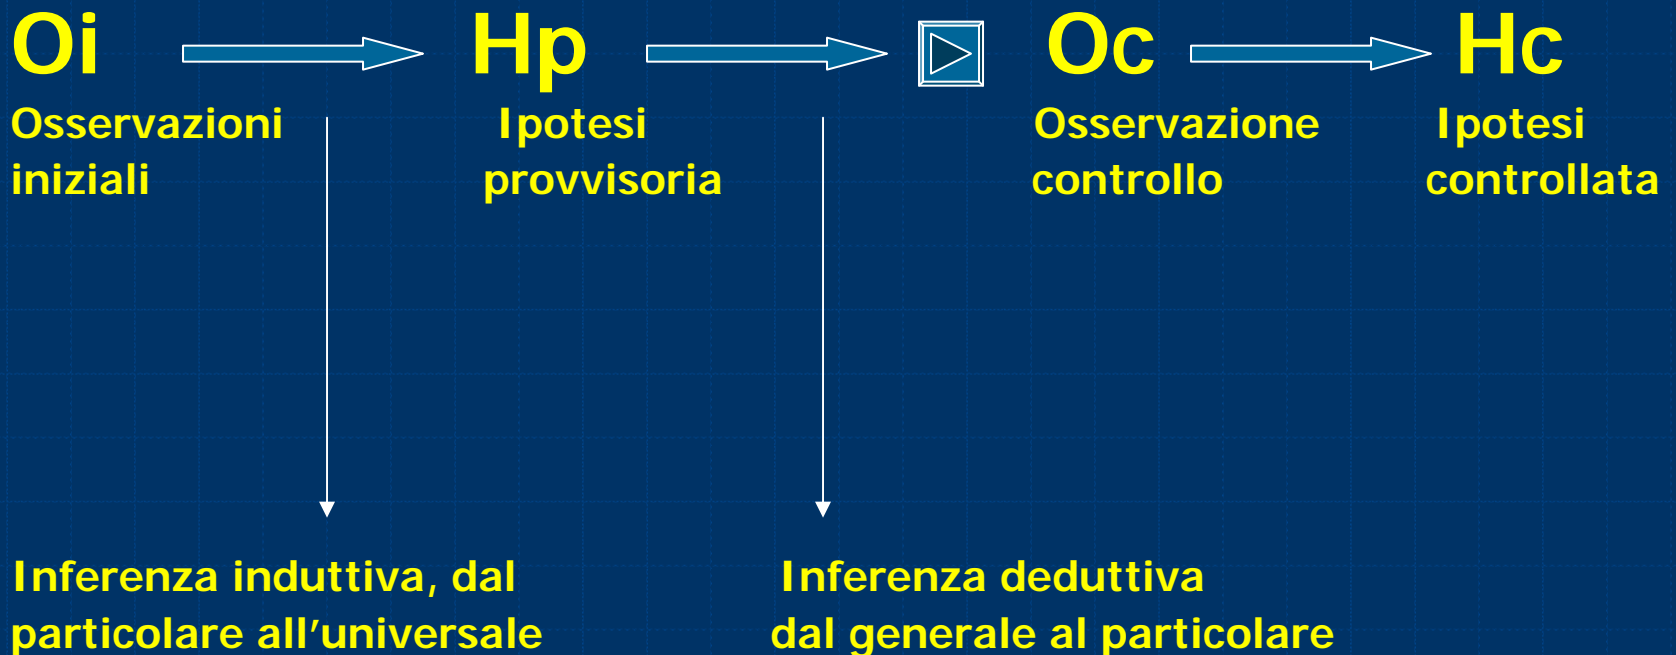 Oi Hp Oc Hc
Osservazioni Ipotesi Osservazione Ipotesi
iniziali provvisoria controllo controllata
Inferenza induttiva, dal Inferenza deduttiva
particolare all’universale dal generale al particolare